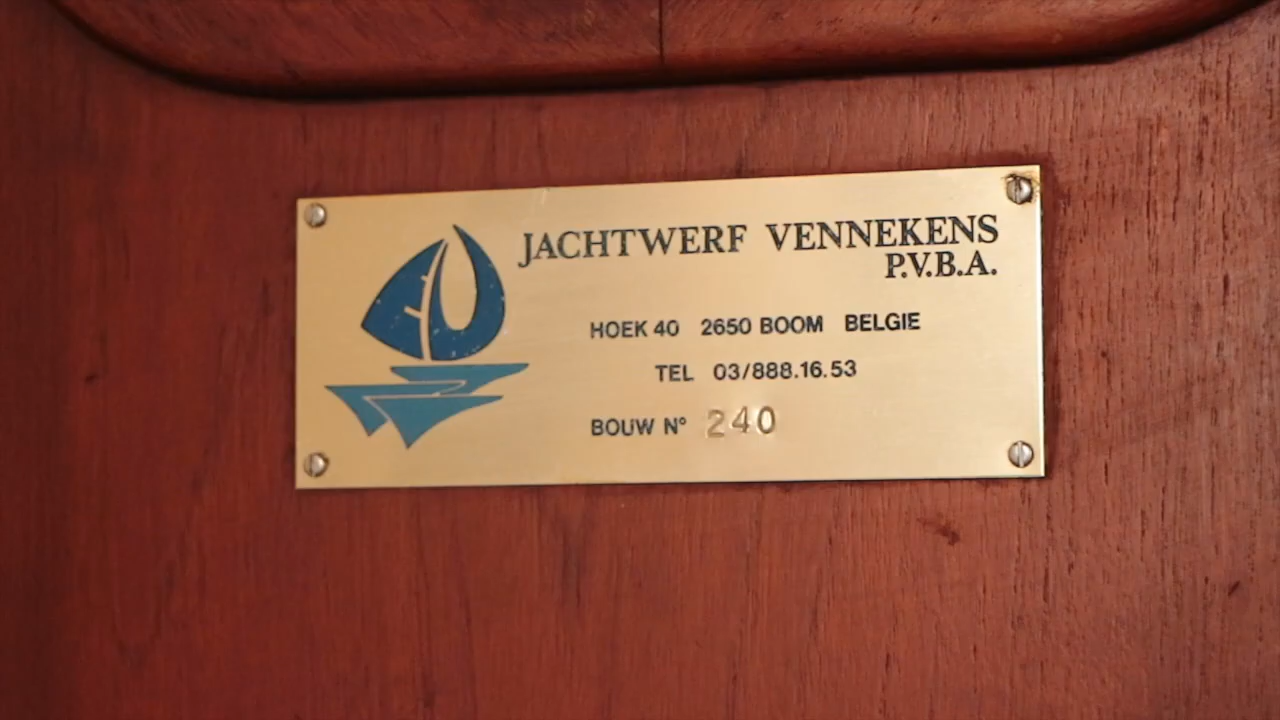 JACHTWERF VENNEKENS
P.V.B.A.
HOEK 40 2650 BOOM BELGIE
TEL 03/888.16.53
BOUW N° 240